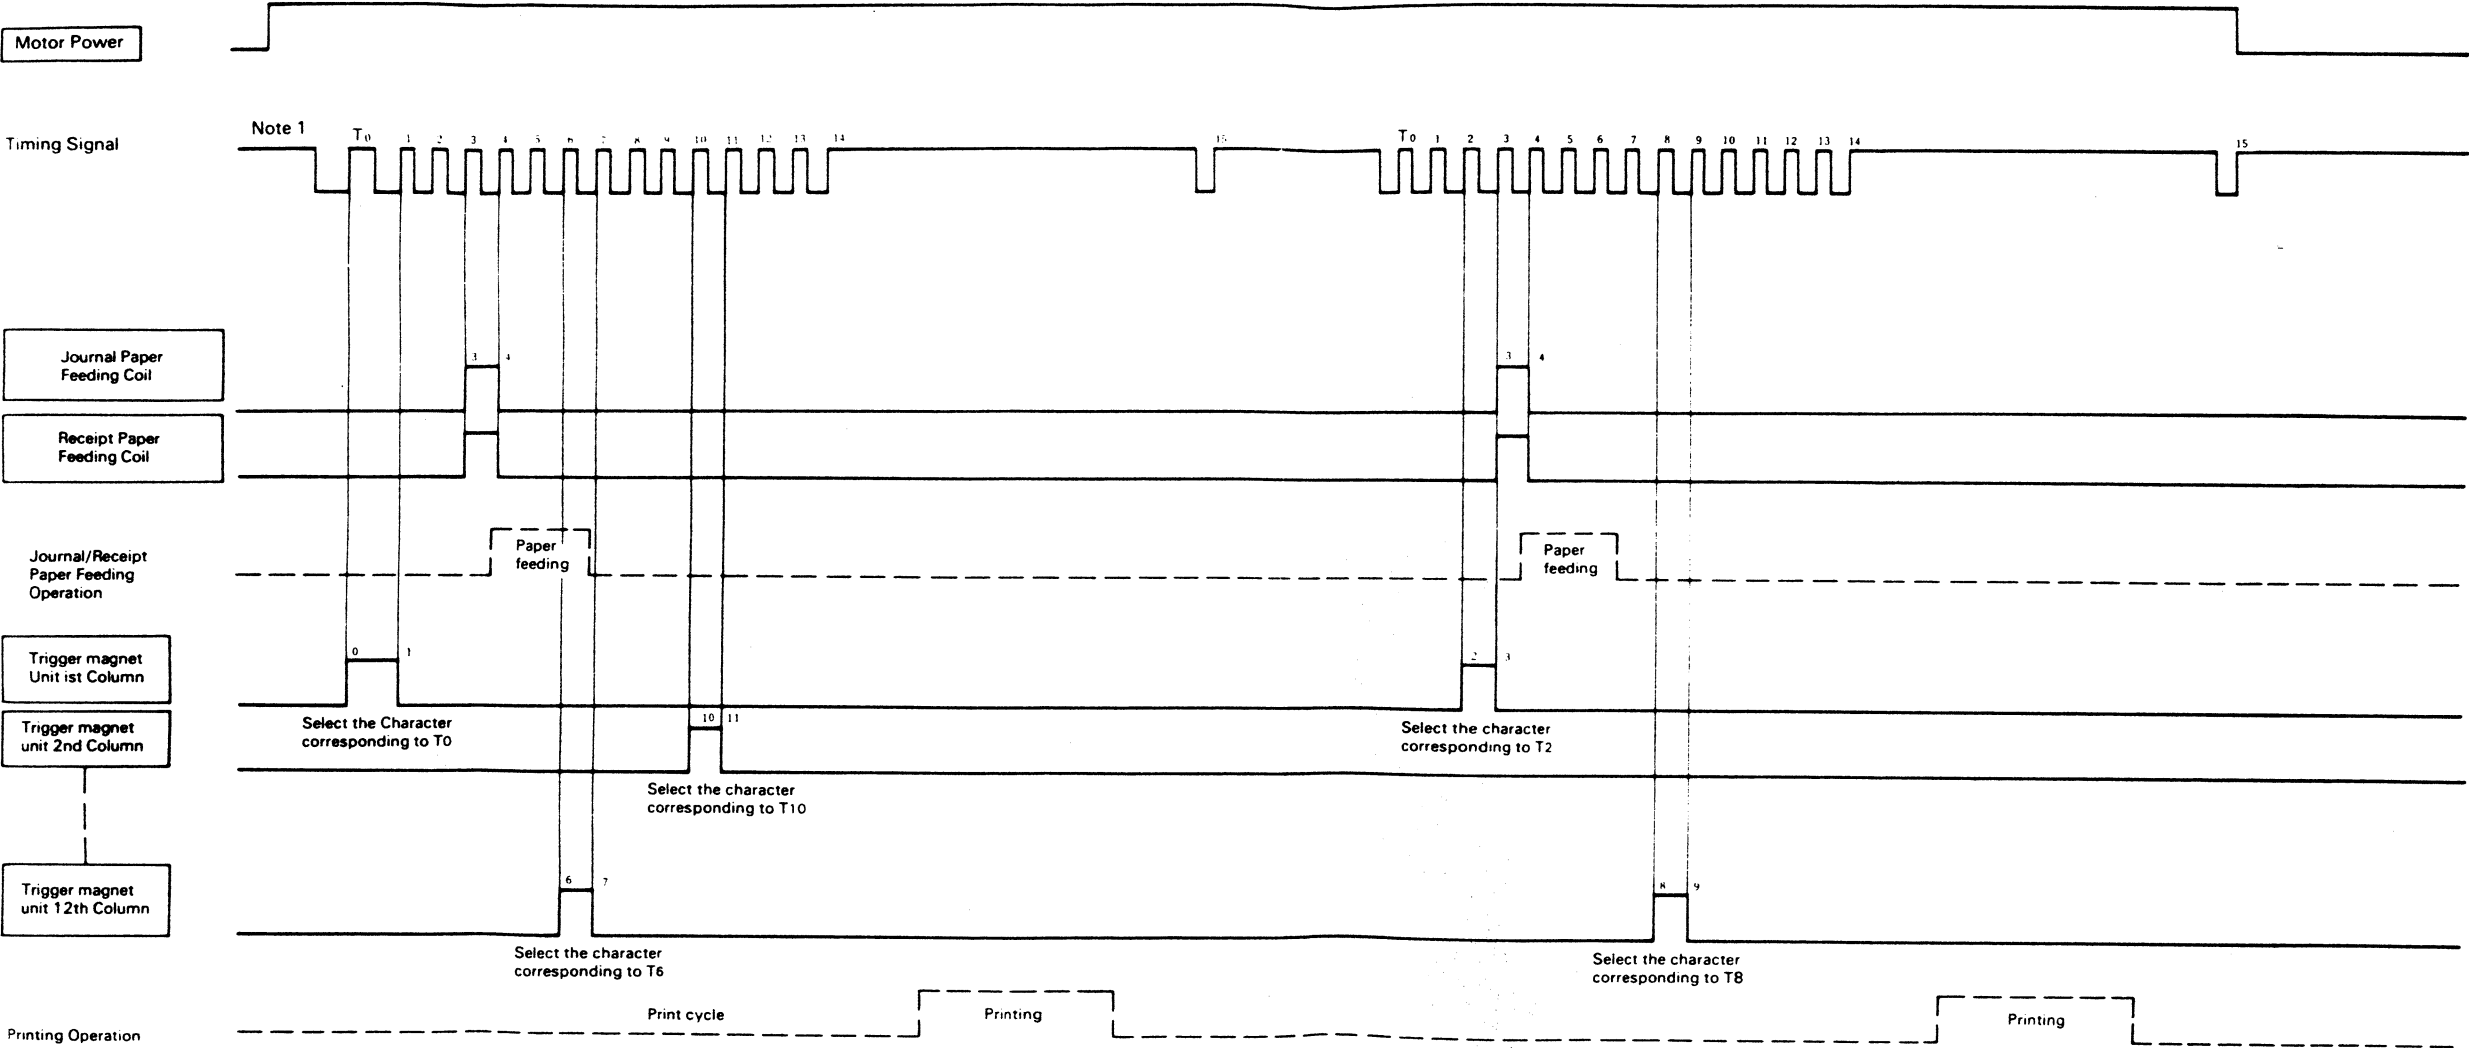 Motor Power
Note 1
Timing Signal
T0 1 2 3 4 5 6 7 8 9 10 11 12 13 14 15 T0 1 2 3 4 5 6 7 8 9 10 11 12 13 14 15
Journal Paper
Feeding Coil
3 4 3 4
Receipt Paper
Feeding Coil
Journal/Receipt
Paper Feeding
Operation
Paper
feeding
Paper
feeding
Trigger magnet
Unit ist Column
0 1 2 3
Select the Character
corresponding to T0
Select the character
corresponding to T2
Trigger magnet
unit 2nd Column
10 11
Select the character
corresponding to T10
Trigger magnet
unit 12th Column
6 7 8 9
Select the character
corresponding to T6
Select the character
corresponding to T8
Printing Operation
Print cycle
Printing
Printing